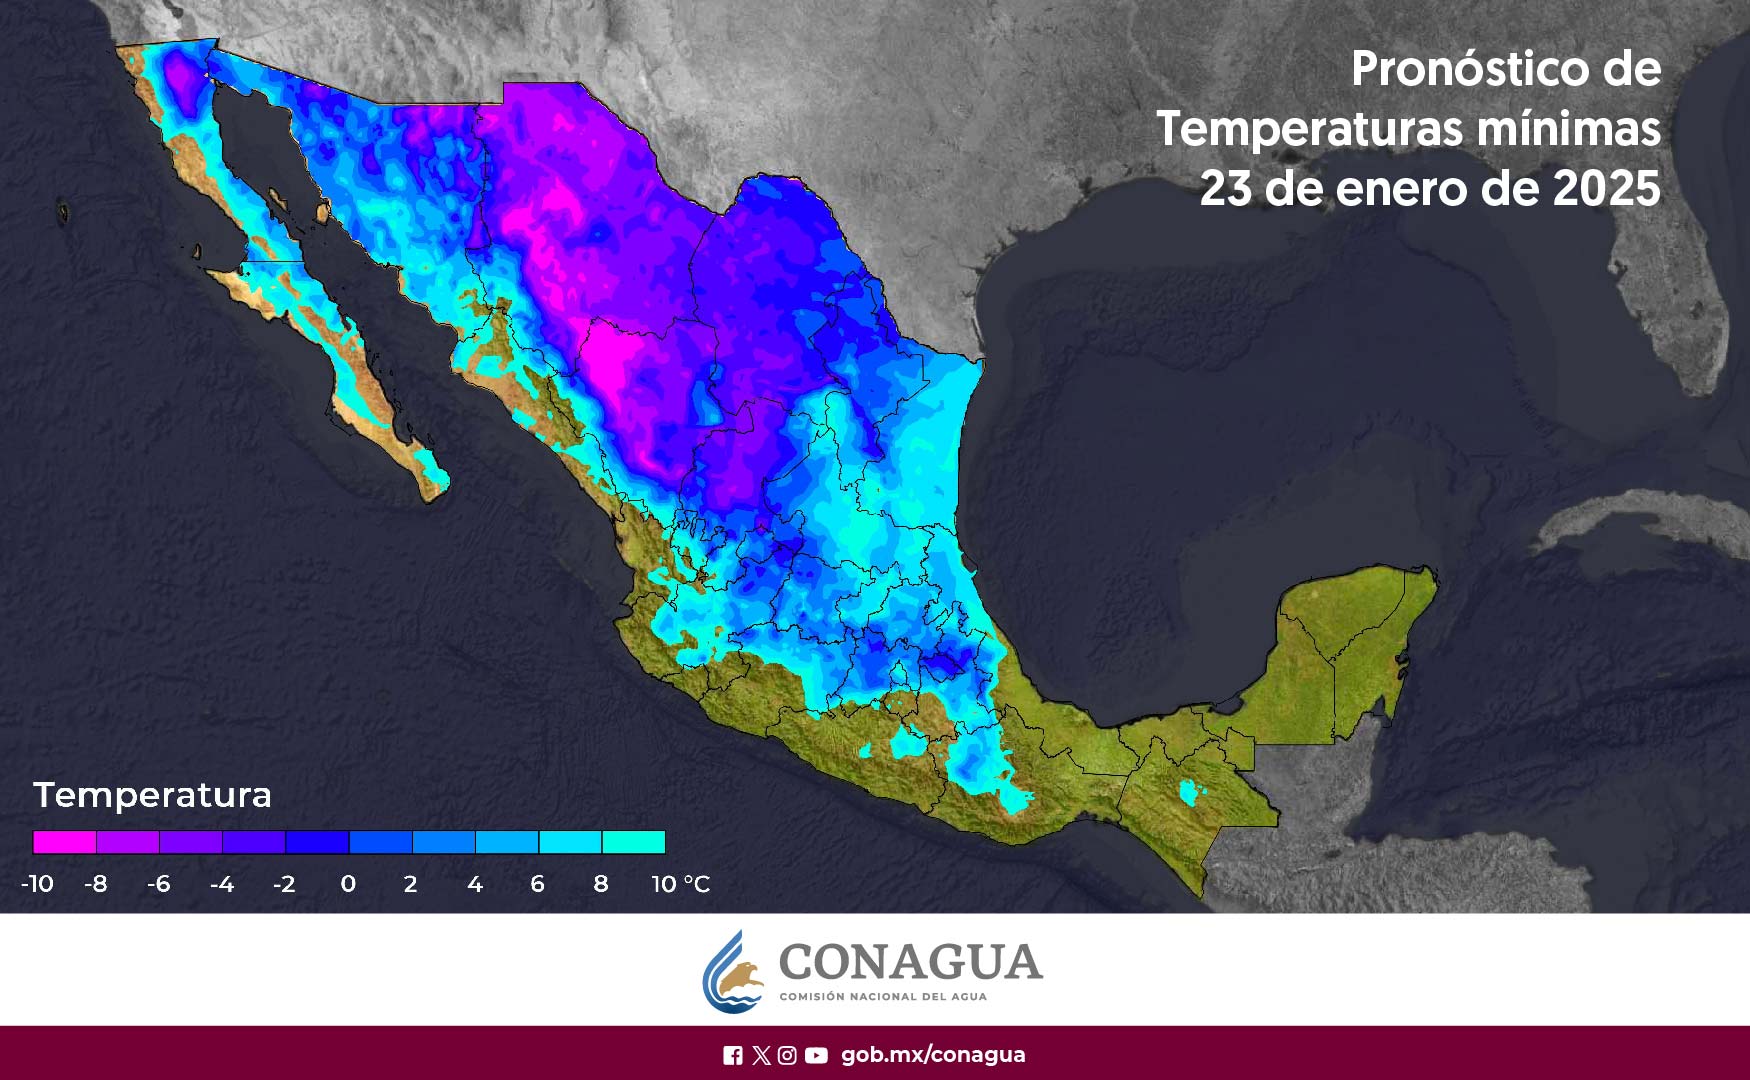 Pronóstico de
Temperaturas mínimas
23 de enero de 2025
Temperatura
-10 -8 -6 -4 -2 0 2 4 6 8 10 °C
CONAGUA
COMISIÓN NACIONAL DEL AGUA
gob.mx/conagua